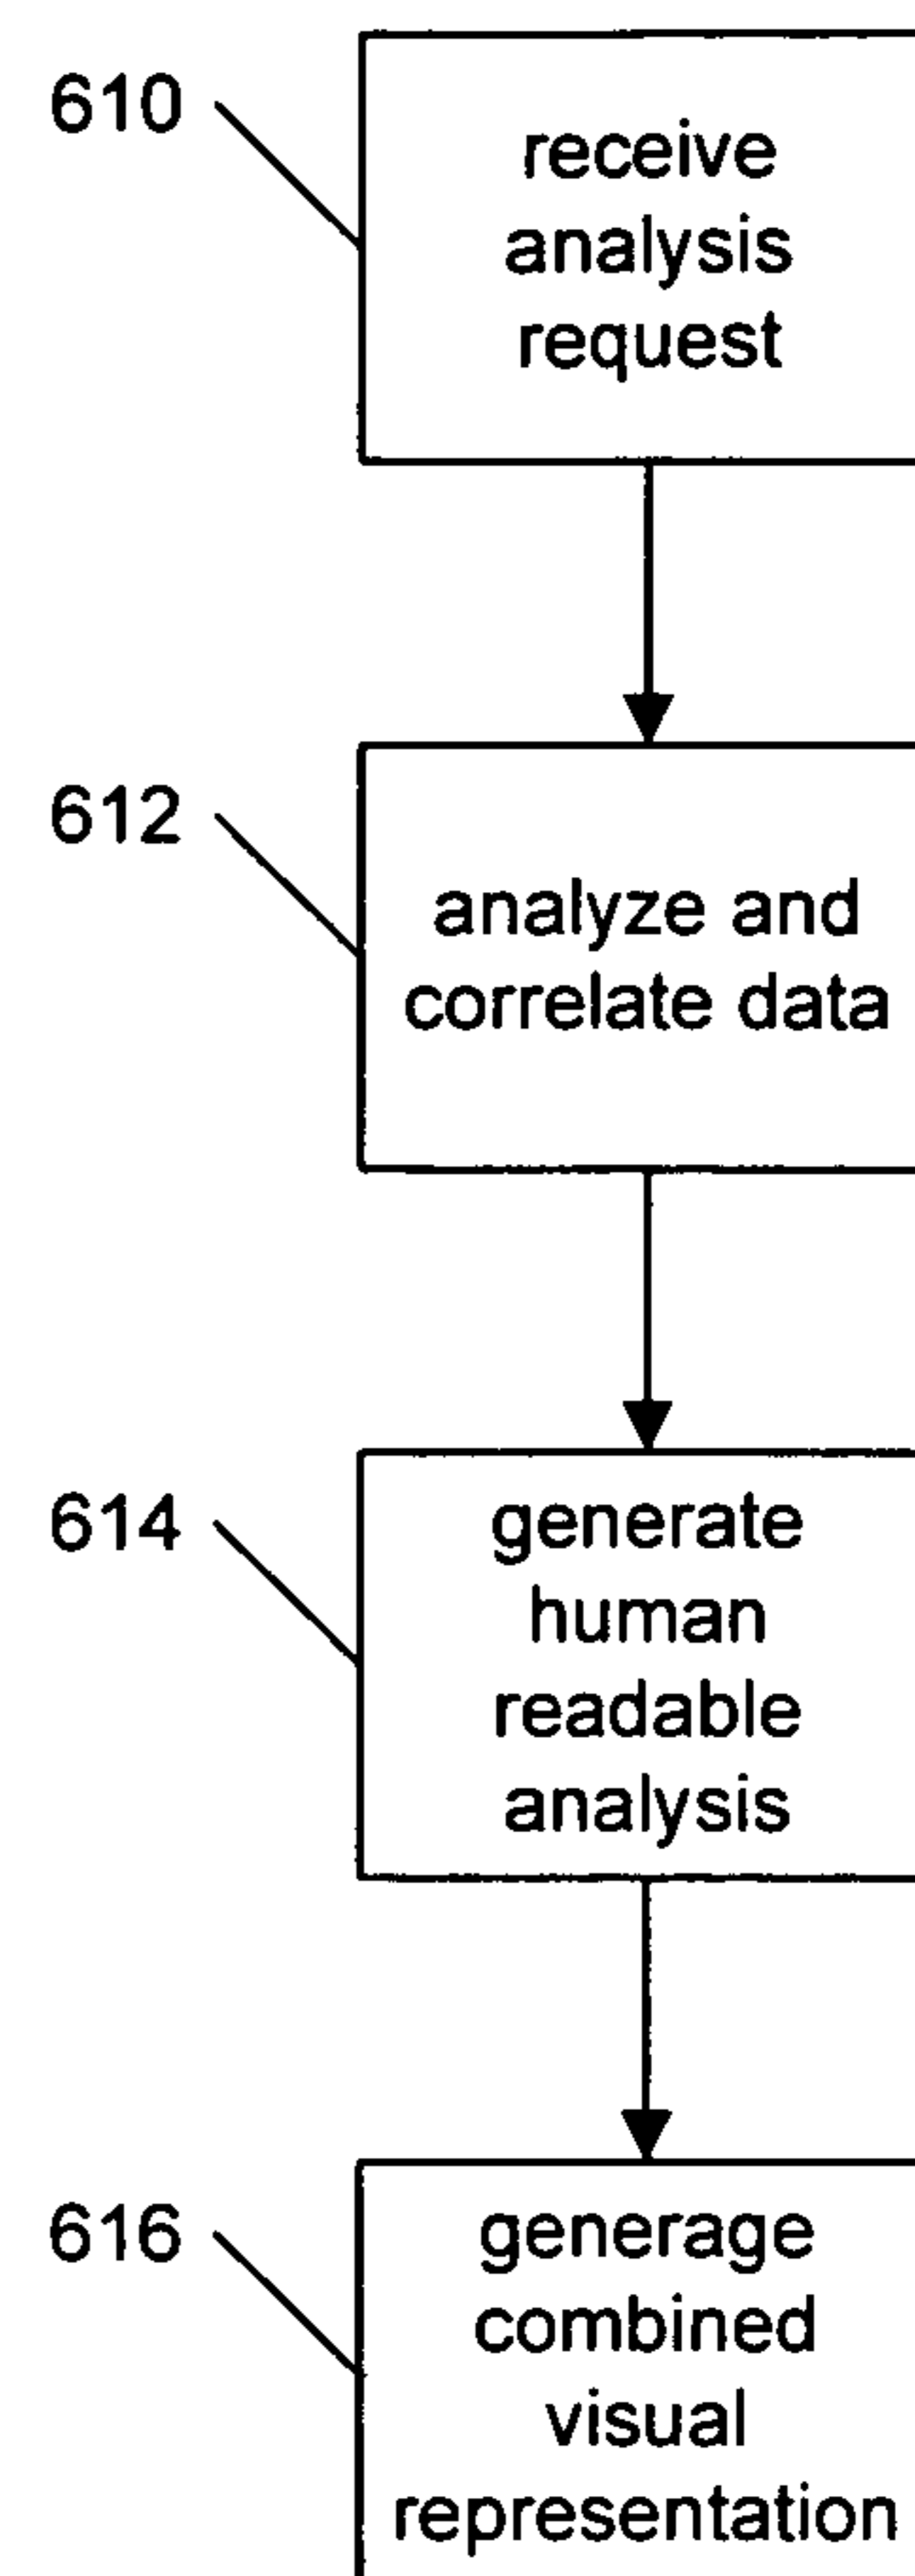 610
receive
analysis
request
612
analyze and
correlate data
614
generate
human
readable
analysis
616
generage
combined
visual
representation